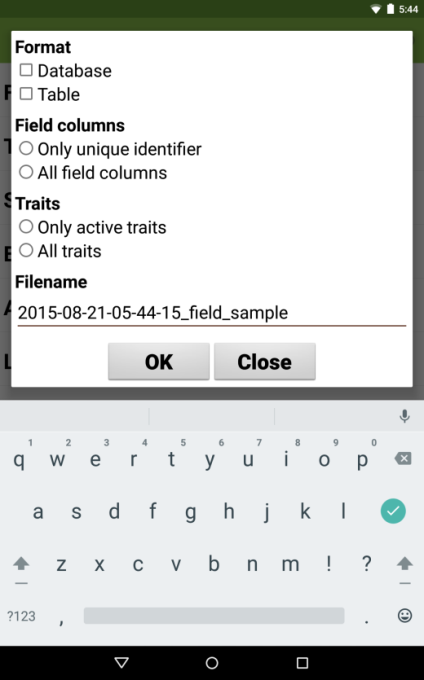 5:44
Format
Database
Table
Field columns
Only unique identifier
All field columns
Traits
Only active traits
All traits
Filename
2015-08-21-05-44-15_field_sample
OK Close
1 2 3 4 5 6 7 8 9 0
q w e r t y u i o p
a s d f g h j k l
z x c v b n m ! ?
?123 , .